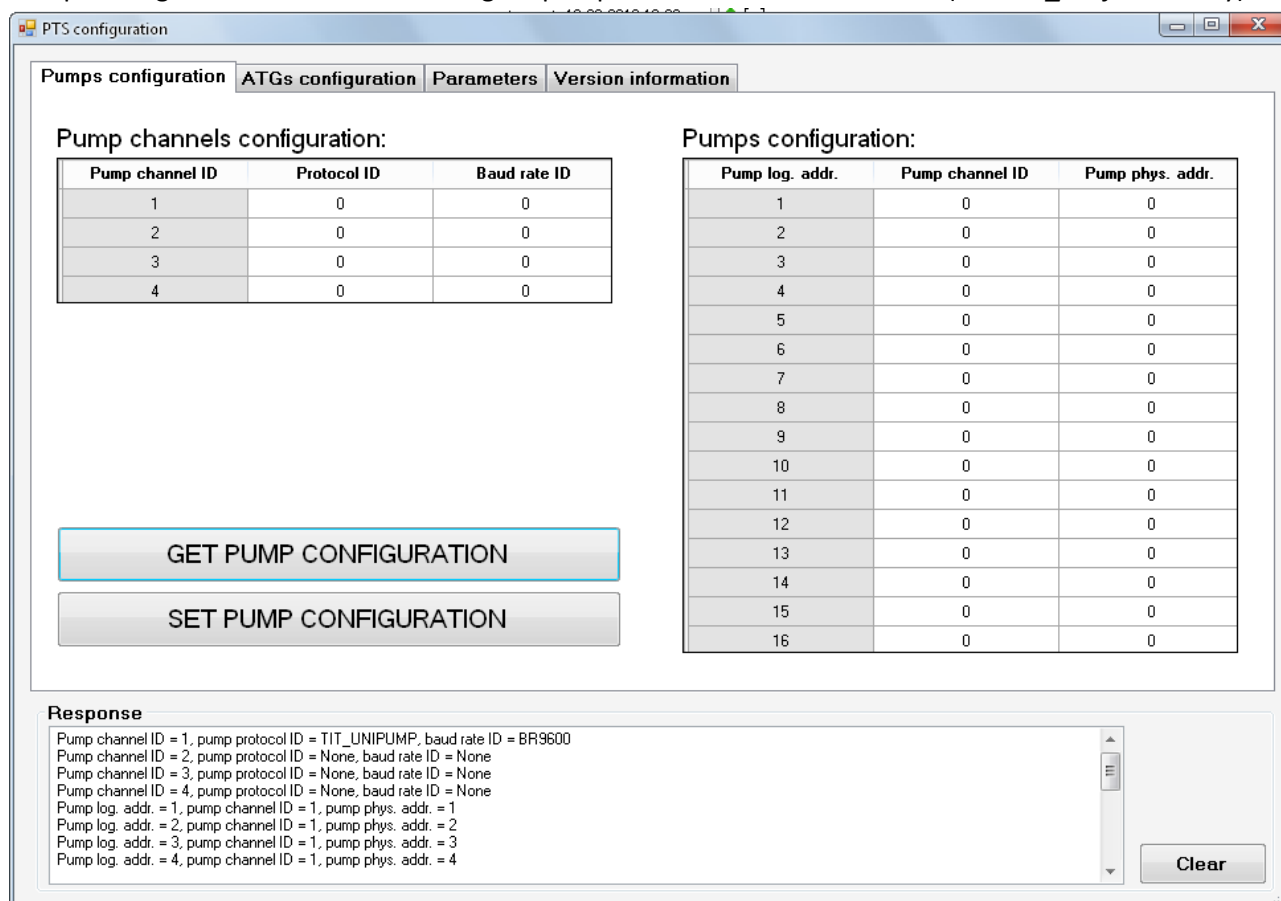 PTS configuration
Pumps configuration ATGs configuration Parameters Version information
Pump channels configuration:
Pump channel ID Protocol ID Baud rate ID
1 0 0
2 0 0
3 0 0
4 0 0
GET PUMP CONFIGURATION
SET PUMP CONFIGURATION
Pumps configuration:
Pump log. addr. Pump channel ID Pump phys. addr.
1 0 0
2 0 0
3 0 0
4 0 0
5 0 0
6 0 0
7 0 0
8 0 0
9 0 0
10 0 0
11 0 0
12 0 0
13 0 0
14 0 0
15 0 0
16 0 0
Response
Pump channel ID = 1, pump protocol ID = TIT_UNIPUMP, baud rate ID = BR9600
Pump channel ID = 2, pump protocol ID = None, baud rate ID = None
Pump channel ID = 3, pump protocol ID = None, baud rate ID = None
Pump channel ID = 4, pump protocol ID = None, baud rate ID = None
Pump log. addr. = 1, pump channel ID = 1, pump phys. addr. = 1
Pump log. addr. = 2, pump channel ID = 1, pump phys. addr. = 2
Pump log. addr. = 3, pump channel ID = 1, pump phys. addr. = 3
Pump log. addr. = 4, pump channel ID = 1, pump phys. addr. = 4
Clear